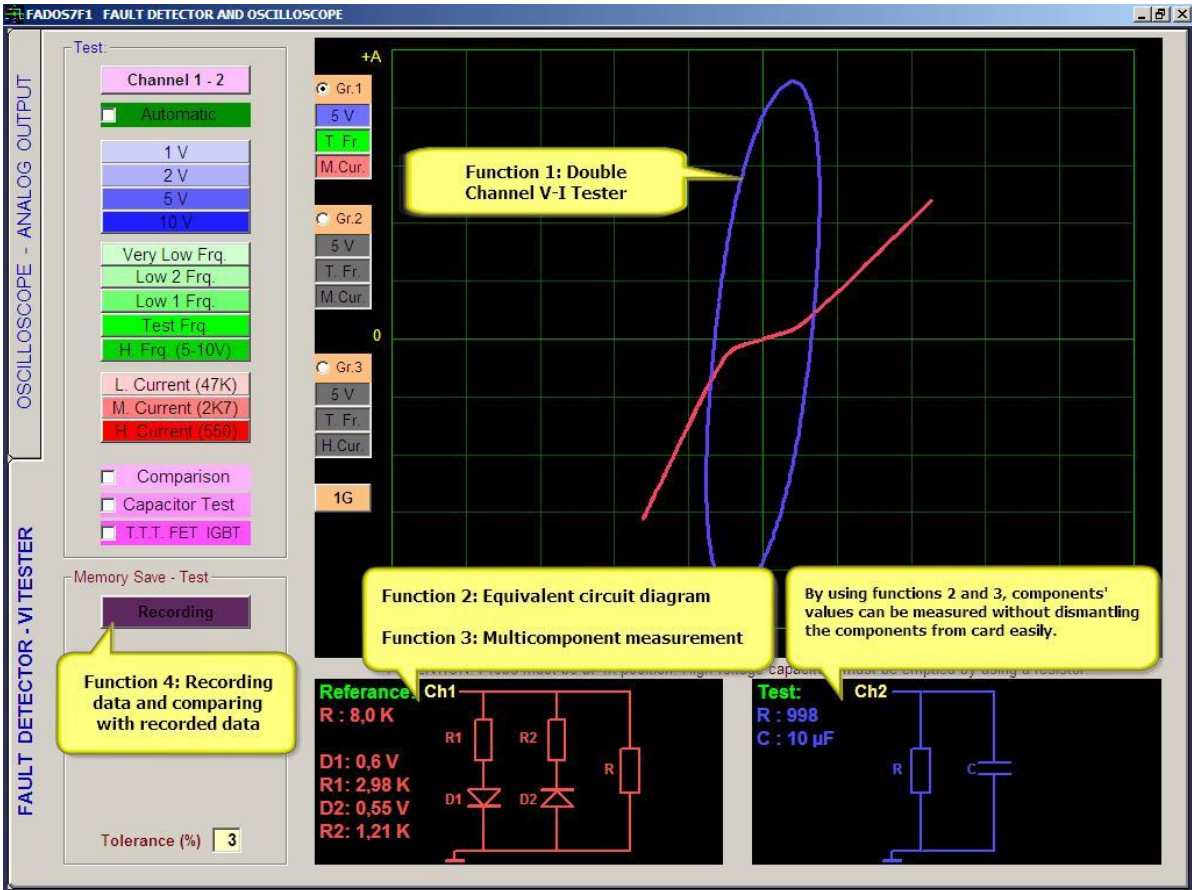 FADOS7F1 FAULT DETECTOR AND OSCILLOSCOPE
OSCILLOSCOPE - ANALOG OUTPUT
FAULT DETECTOR - VI TESTER
Test:
Channel 1 - 2
Automatic
1 V
2 V
5 V
10 V
Very Low Frq.
Low 2 Frq.
Low 1 Frq.
Test Frq.
H. Frq. (5-10V)
L. Current (47K)
M. Current (2K7)
H. Current (550)
Comparison
Capacitor Test
T.T.T. FET IGBT
Memory Save - Test
Recording
Function 4: Recording
data and comparing
with recorded data
Tolerance (%) 3
+A
Gr.1
5 V
T. Fr.
M.Cur.
Gr.2
5 V
T. Fr.
M.Cur.
0
Gr.3
5 V
T. Fr.
H.Cur.
1G
Function 1: Double
Channel V-I Tester
Function 2: Equivalent circuit diagram
Function 3: Multicomponent measurement
By using functions 2 and 3, components'
values can be measured without dismantling
the components from card easily.
Referance: Ch1
R : 8,0 K
D1: 0,6 V
R1: 2,98 K
D2: 0,55 V
R2: 1,21 K
R1
R2
R
D1
D2
Test: Ch2
R : 998
C : 10 µF
R
C